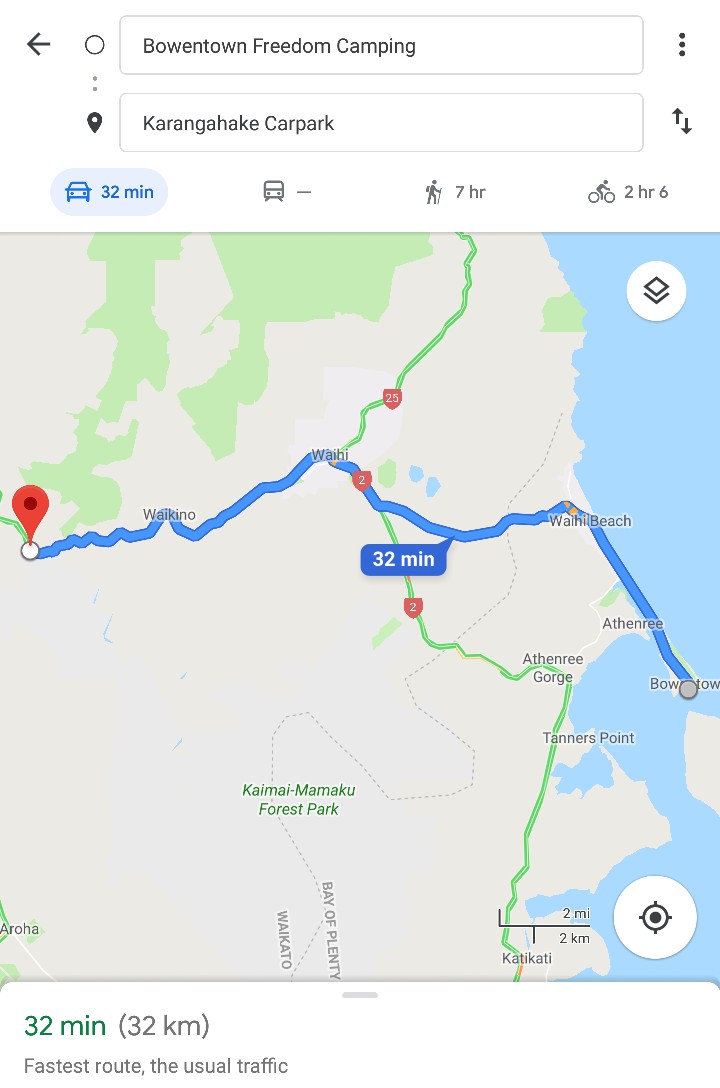 Bowentown Freedom Camping
Karangahake Carpark
32 min
—
7 hr
2 hr 6
25
Waihi
2
Waikino
Waihi Beach
32 min
2
Athenree
Athenree
Gorge
Bowntow
Tanners Point
Kaimai-Mamaku
Forest Park
BAY OF PLENTY
WAIKATO
2 mi
2 km
Aroha
Katikati
32 min (32 km)
Fastest route, the usual traffic